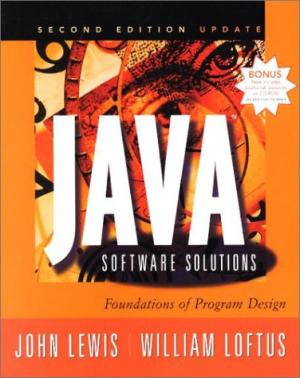 SECOND EDITION UPDATE
BONUS
JAVA
SOFTWARE SOLUTIONS
Foundations of Program Design
JOHN LEWIS | WILLIAM LOFTUS